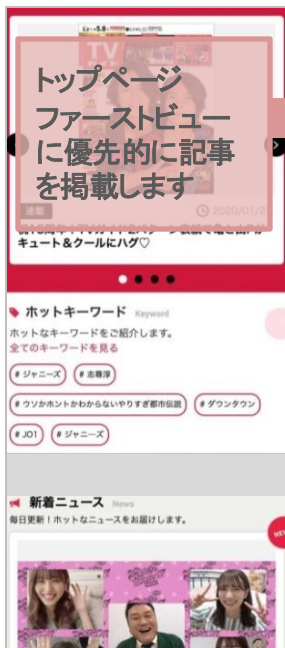 TV
トップページ
ファーストビュー
に優先的に記事
を掲載します
連載
2020/01/2
キュート＆クールにハグ♡
ホットキーワード Keyword
ホットなキーワードをご紹介します。
全てのキーワードを見る
# ジャニーズ # 志尊淳
# ウソかホントかわからないやりすぎ都市伝説 # ダウンタウン
# JO1 # ジャニーズ
新着ニュース News
毎日更新！ホットなニュースをお届けします。
NEW